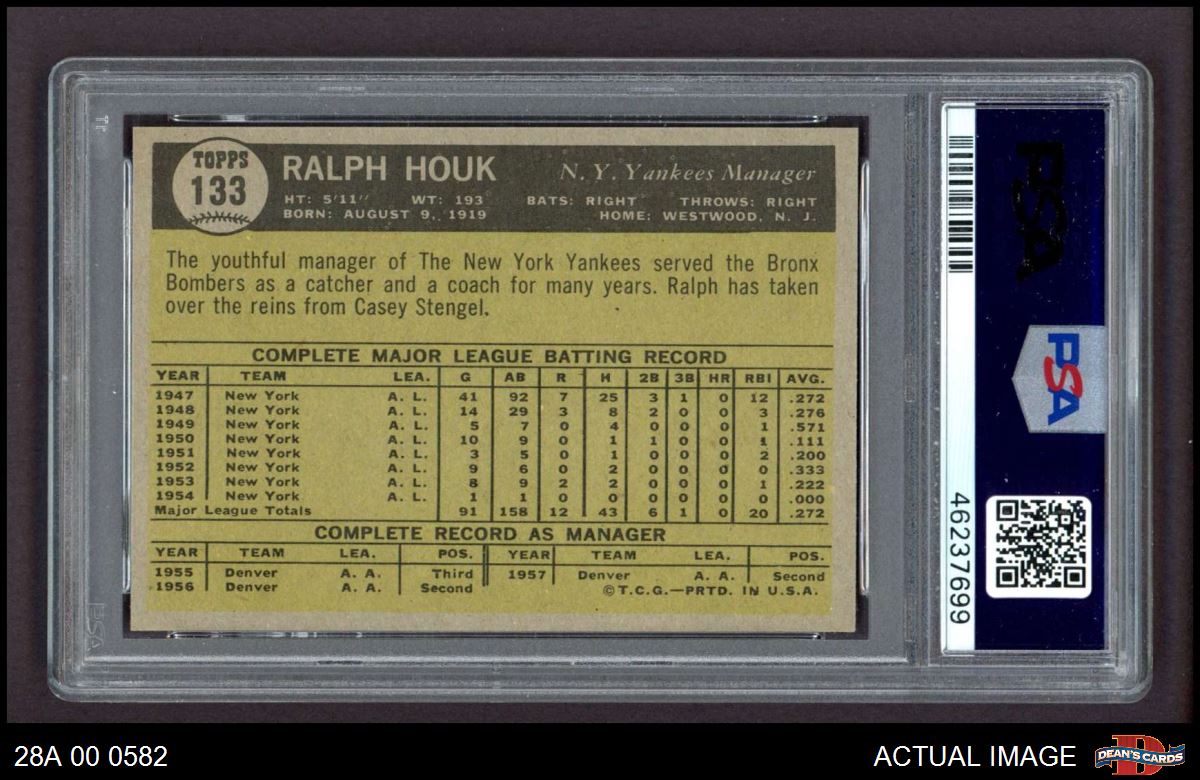 TOPPS
133
RALPH HOUK
N. Y. Yankees Manager
HT: 5'11" WT: 193 BATS: RIGHT THROWS: RIGHT
BORN: AUGUST 9, 1919 HOME: WESTWOOD, N. J.
The youthful manager of The New York Yankees served the Bronx
Bombers as a catcher and a coach for many years. Ralph has taken
over the reins from Casey Stengel.
COMPLETE MAJOR LEAGUE BATTING RECORD
YEAR TEAM LEA. G AB R H 2B 3B HR RBI AVG.
1947 New York A. L. 41 92 7 25 3 1 0 12 .272
1948 New York A. L. 14 29 3 8 2 0 0 3 .276
1949 New York A. L. 5 7 0 4 0 0 0 1 .571
1950 New York A. L. 10 9 0 1 1 0 0 1 .111
1951 New York A. L. 3 5 0 1 0 0 0 2 .200
1952 New York A. L. 9 6 0 2 0 0 0 0 .333
1953 New York A. L. 8 9 2 2 0 0 0 1 .222
1954 New York A. L. 1 1 0 0 0 0 0 0 .000
Major League Totals 91 158 12 43 6 1 0 20 .272
COMPLETE RECORD AS MANAGER
YEAR TEAM LEA. POS. YEAR TEAM LEA. POS.
1955 Denver A. A. Third 1957 Denver A. A. Second
1956 Denver A. A. Second
©T.C.G.—PRTD. IN U.S.A.
PSA
PSA
46237699
PSA
28A 00 0582
ACTUAL IMAGE
D
DEAN'S CARDS